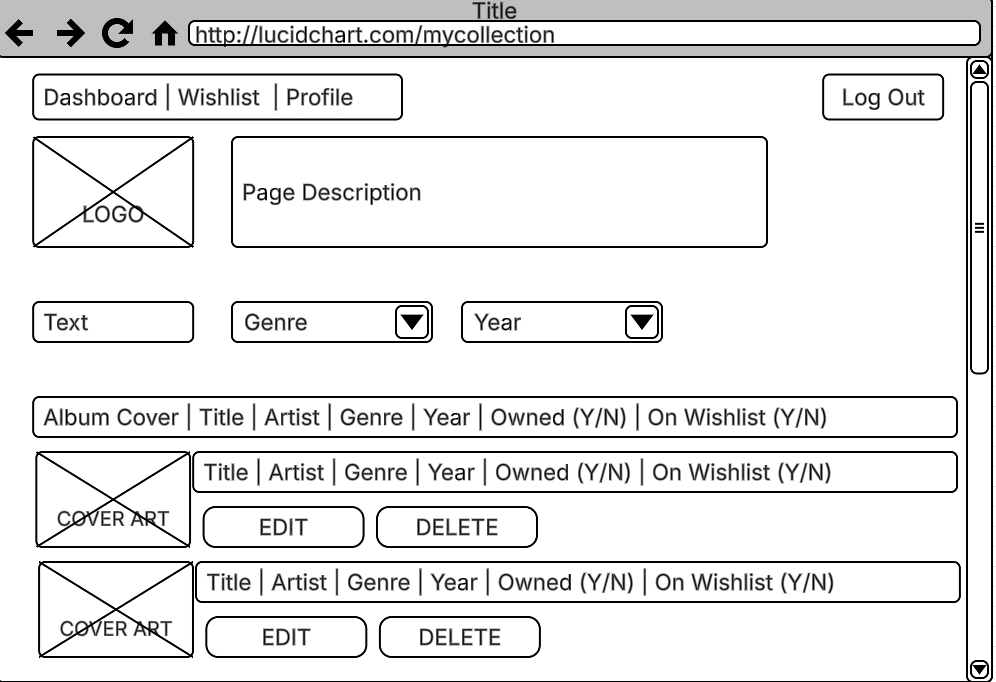 Title
http://lucidchart.com/mycollection
Dashboard | Wishlist | Profile
Log Out
LOGO
Page Description
Text
Genre
Year
Album Cover | Title | Artist | Genre | Year | Owned (Y/N) | On Wishlist (Y/N)
Title | Artist | Genre | Year | Owned (Y/N) | On Wishlist (Y/N)
COVER ART
EDIT
DELETE
Title | Artist | Genre | Year | Owned (Y/N) | On Wishlist (Y/N)
COVER ART
EDIT
DELETE